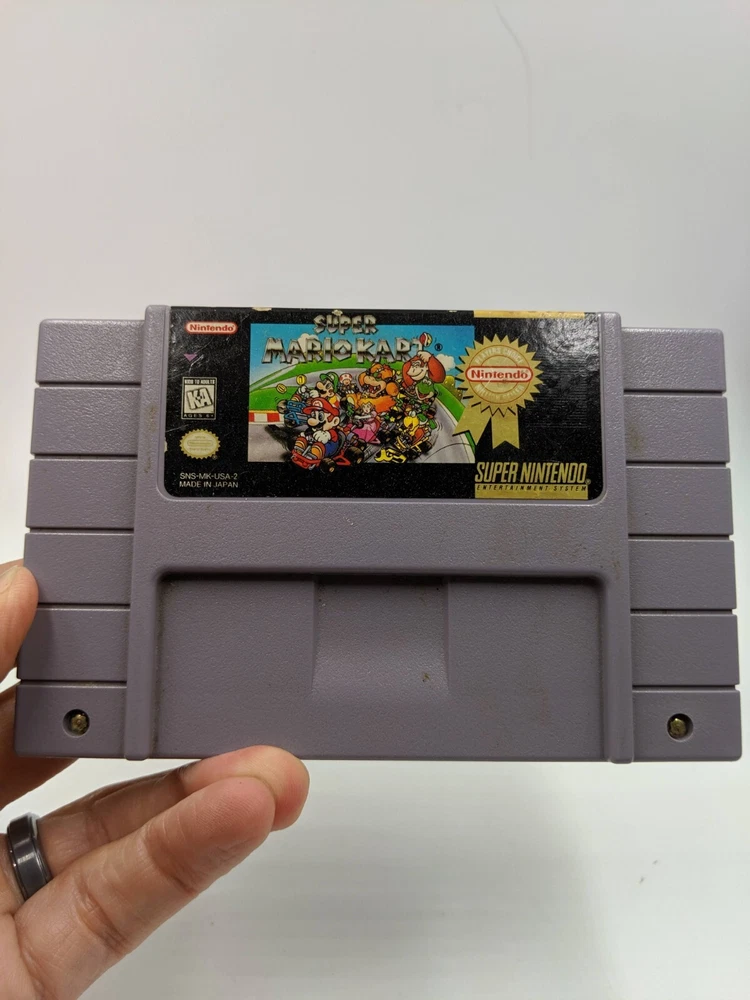 Nintendo
SUPER
MARIO KART
®
KIDS TO ADULTS
K-A
AGES 6+
SNS-MK-USA-2
MADE IN JAPAN
Nintendo
SUPER NINTENDO®
ENTERTAINMENT SYSTEM